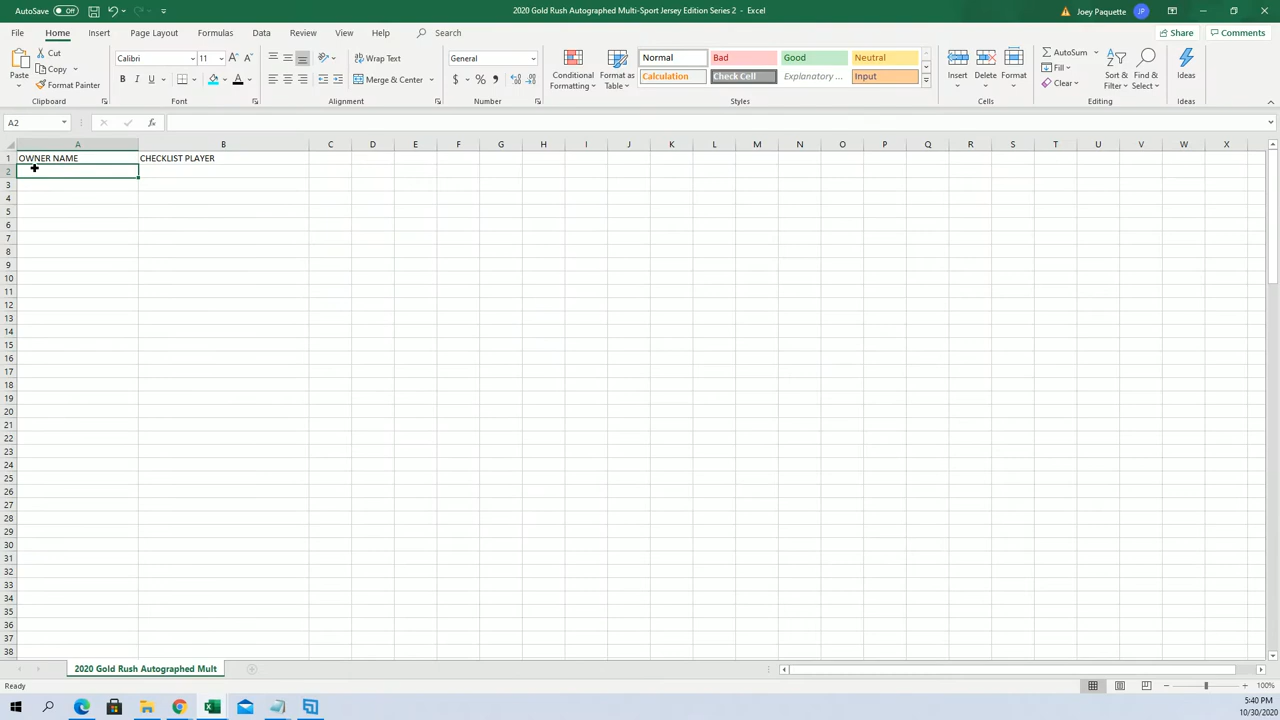 AutoSave Off 2020 Gold Rush Autographed Multi-Sport Jersey Edition Series 2 - Excel Joey Paquette JP
File Home Insert Page Layout Formulas Data Review View Help Search Share Comments
Paste Cut Copy Format Painter Clipboard
Calibri 11 A A B I U A Font
ab Wrap Text Merge & Center Alignment
General $ % , Number
Conditional Formatting Format as Table Normal Bad Good Neutral Calculation Check Cell Explanatory ... Input Styles
Insert Delete Format Cells
AutoSum Fill Clear Sort & Filter Find & Select Editing
Ideas Ideas
A2 fx
A B C D E F G H I J K L M N O P Q R S T U V W X
1 OWNER NAME CHECKLIST PLAYER
2
3
4
5
6
7
8
9
10
11
12
13
14
15
16
17
18
19
20
21
22
23
24
25
26
27
28
29
30
31
32
33
34
35
36
37
38
2020 Gold Rush Autographed Mult
Ready 100%
5:40 PM
10/30/2020